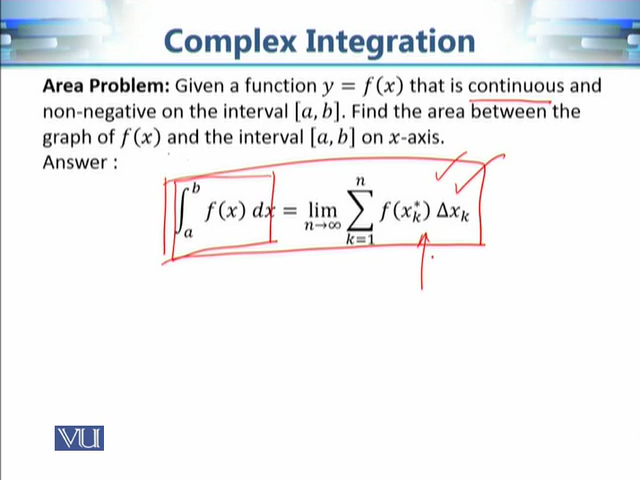 Complex Integration
Area Problem: Given a function y = f(x) that is continuous and
non-negative on the interval [a, b]. Find the area between the
graph of f(x) and the interval [a, b] on x-axis.
Answer :
∫_a^b f(x) dx = lim_{n→∞} ∑_{k=1}^n f(x_k^*) Δx_k
VU